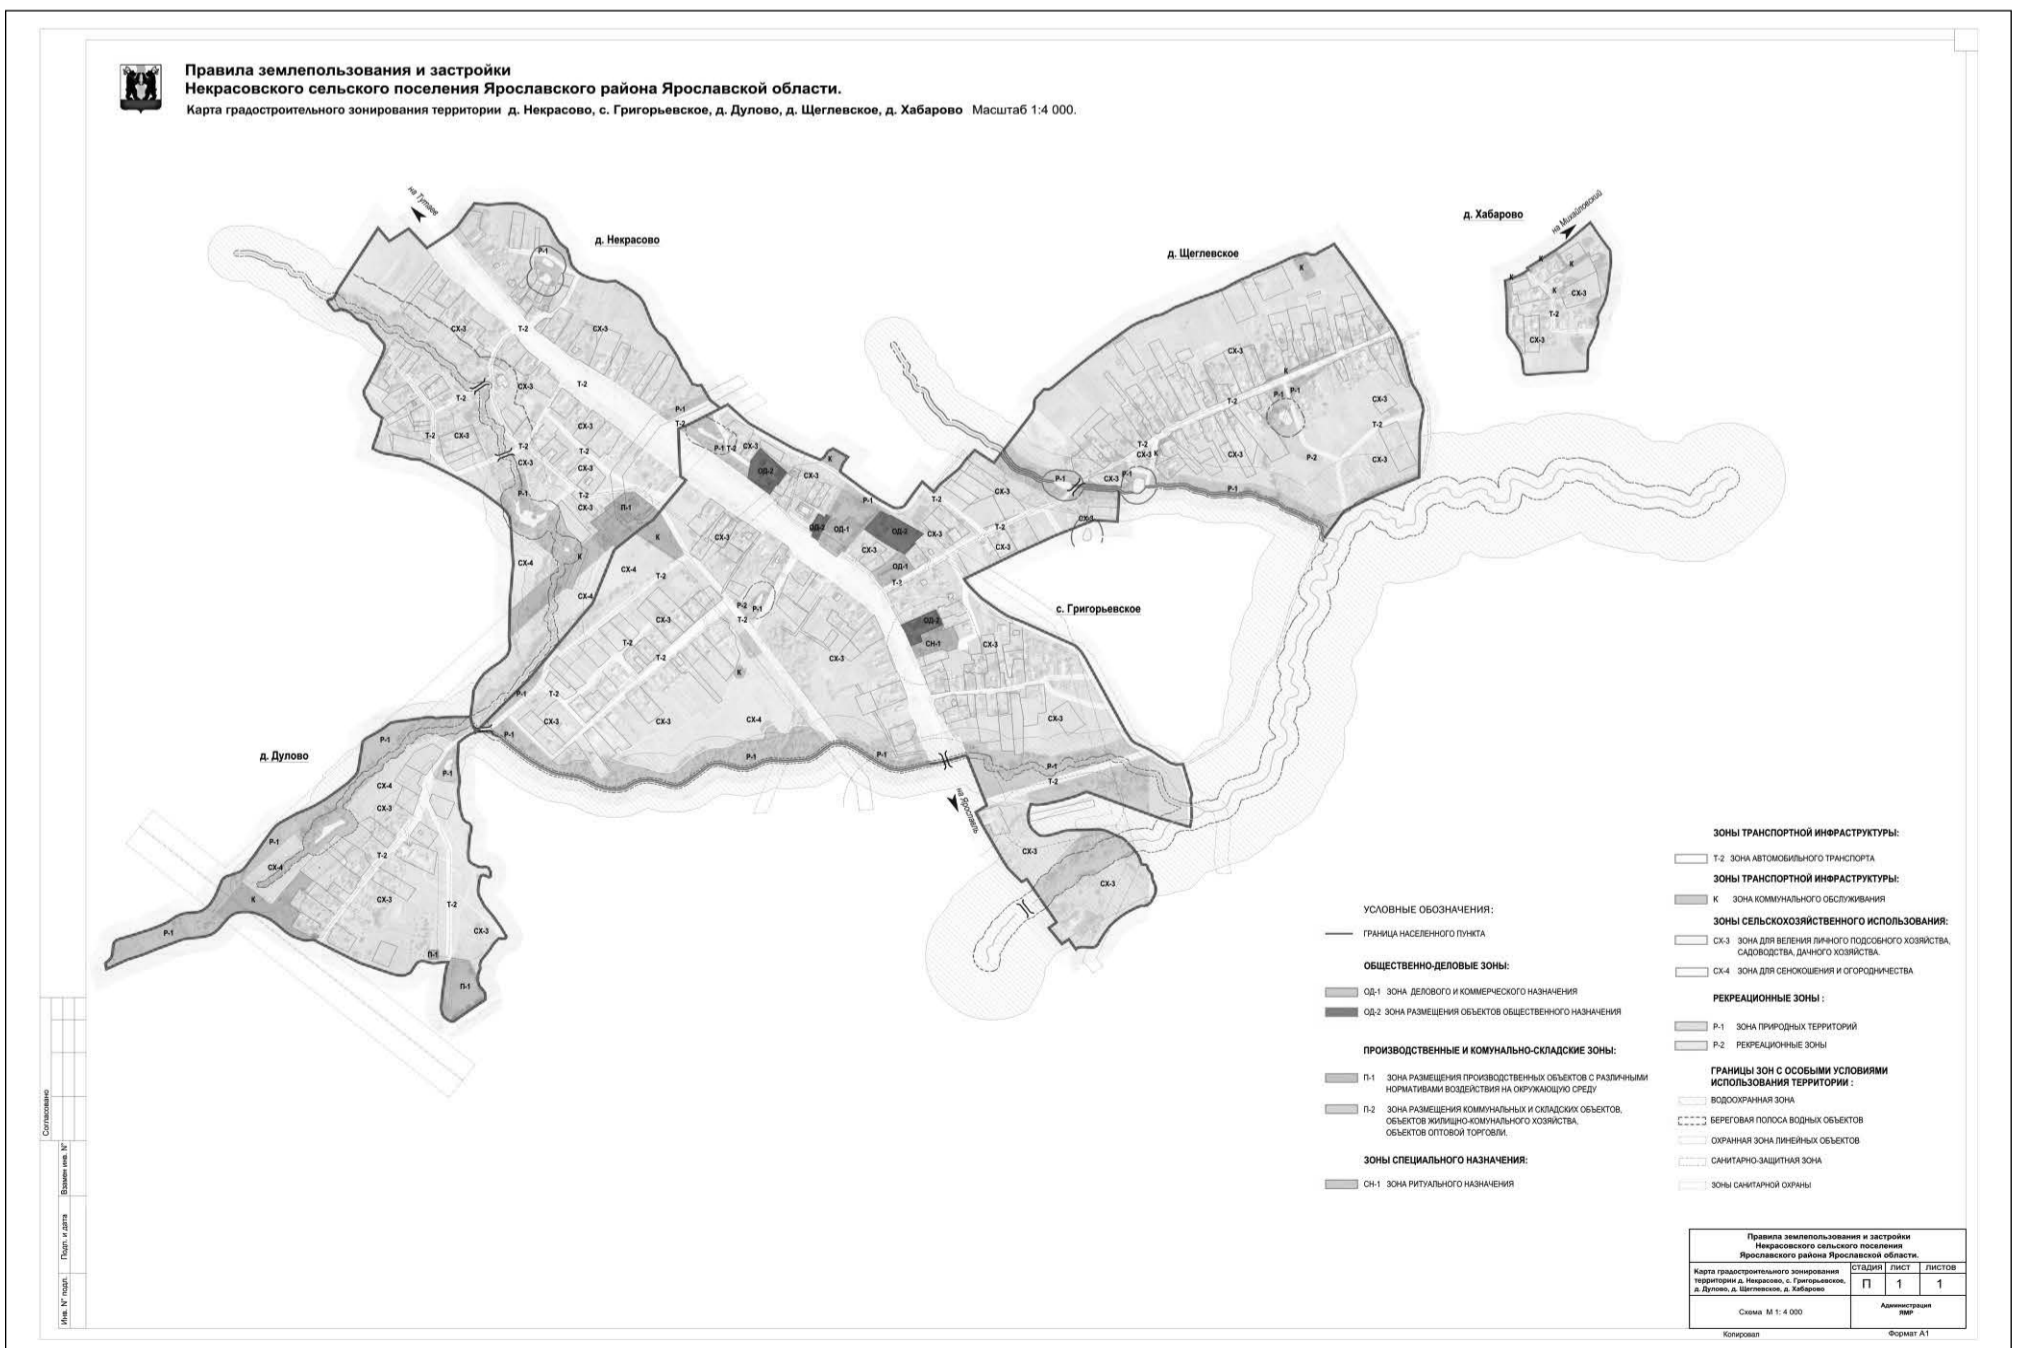 Правила землепользования и застройки
Некрасовского сельского поселения Ярославского района Ярославской области.
Карта градостроительного зонирования территории д. Некрасово, с. Григорьевское, д. Дулово, д. Щеглевское, д. Хабарово Масштаб 1:4 000.
на Тутаев
д. Некрасово
д. Щеглевское
д. Хабарово
на Михайловский
с. Григорьевское
д. Дулово
на Ярославль
Р-1
СХ-3
Т-2
СХ-3
Т-2
СХ-3
К
ОД-2
ОД-1
СН-1
П-1
СХ-4
Р-2
УСЛОВНЫЕ ОБОЗНАЧЕНИЯ:
ГРАНИЦА НАСЕЛЕННОГО ПУНКТА
ОБЩЕСТВЕННО-ДЕЛОВЫЕ ЗОНЫ:
ОД-1 ЗОНА ДЕЛОВОГО И КОММЕРЧЕСКОГО НАЗНАЧЕНИЯ
ОД-2 ЗОНА РАЗМЕЩЕНИЯ ОБЪЕКТОВ ОБЩЕСТВЕННОГО НАЗНАЧЕНИЯ
ПРОИЗВОДСТВЕННЫЕ И КОМУНАЛЬНО-СКЛАДСКИЕ ЗОНЫ:
П-1 ЗОНА РАЗМЕЩЕНИЯ ПРОИЗВОДСТВЕННЫХ ОБЪЕКТОВ С РАЗЛИЧНЫМИ
НОРМАТИВАМИ ВОЗДЕЙСТВИЯ НА ОКРУЖАЮЩУЮ СРЕДУ
П-2 ЗОНА РАЗМЕЩЕНИЯ КОММУНАЛЬНЫХ И СКЛАДСКИХ ОБЪЕКТОВ,
ОБЪЕКТОВ ЖИЛИЩНО-КОМУНАЛЬНОГО ХОЗЯЙСТВА,
ОБЪЕКТОВ ОПТОВОЙ ТОРГОВЛИ.
ЗОНЫ СПЕЦИАЛЬНОГО НАЗНАЧЕНИЯ:
СН-1 ЗОНА РИТУАЛЬНОГО НАЗНАЧЕНИЯ
ЗОНЫ ТРАНСПОРТНОЙ ИНФРАСТРУКТУРЫ:
Т-2 ЗОНА АВТОМОБИЛЬНОГО ТРАНСПОРТА
ЗОНЫ ТРАНСПОРТНОЙ ИНФРАСТРУКТУРЫ:
К ЗОНА КОММУНАЛЬНОГО ОБСЛУЖИВАНИЯ
ЗОНЫ СЕЛЬСКОХОЗЯЙСТВЕННОГО ИСПОЛЬЗОВАНИЯ:
СХ-3 ЗОНА ДЛЯ ВЕЛЕНИЯ ЛИЧНОГО ПОДСОБНОГО ХОЗЯЙСТВА,
САДОВОДСТВА, ДАЧНОГО ХОЗЯЙСТВА.
СХ-4 ЗОНА ДЛЯ СЕНОКОШЕНИЯ И ОГОРОДНИЧЕСТВА
РЕКРЕАЦИОННЫЕ ЗОНЫ :
Р-1 ЗОНА ПРИРОДНЫХ ТЕРРИТОРИЙ
Р-2 РЕКРЕАЦИОННЫЕ ЗОНЫ
ГРАНИЦЫ ЗОН С ОСОБЫМИ УСЛОВИЯМИ
ИСПОЛЬЗОВАНИЯ ТЕРРИТОРИИ :
ВОДООХРАННАЯ ЗОНА
БЕРЕГОВАЯ ПОЛОСА ВОДНЫХ ОБЪЕКТОВ
ОХРАННАЯ ЗОНА ЛИНЕЙНЫХ ОБЪЕКТОВ
САНИТАРНО-ЗАЩИТНАЯ ЗОНА
ЗОНЫ САНИТАРНОЙ ОХРАНЫ
Согласовано
Взамен инв. N°
Подп. и дата
Инв. N° подл.
Правила землепользования и застройки
Некрасовского сельского поселения
Ярославского района Ярославской области.
Карта градостроительного зонирования
территории д. Некрасово, с. Григорьевское,
д. Дулово, д. Щеглевское, д. Хабарово
СТАДИЯ ЛИСТ ЛИСТОВ
П 1 1
Схема М 1: 4 000
Администрация
ЯМР
Копировал
Формат А1